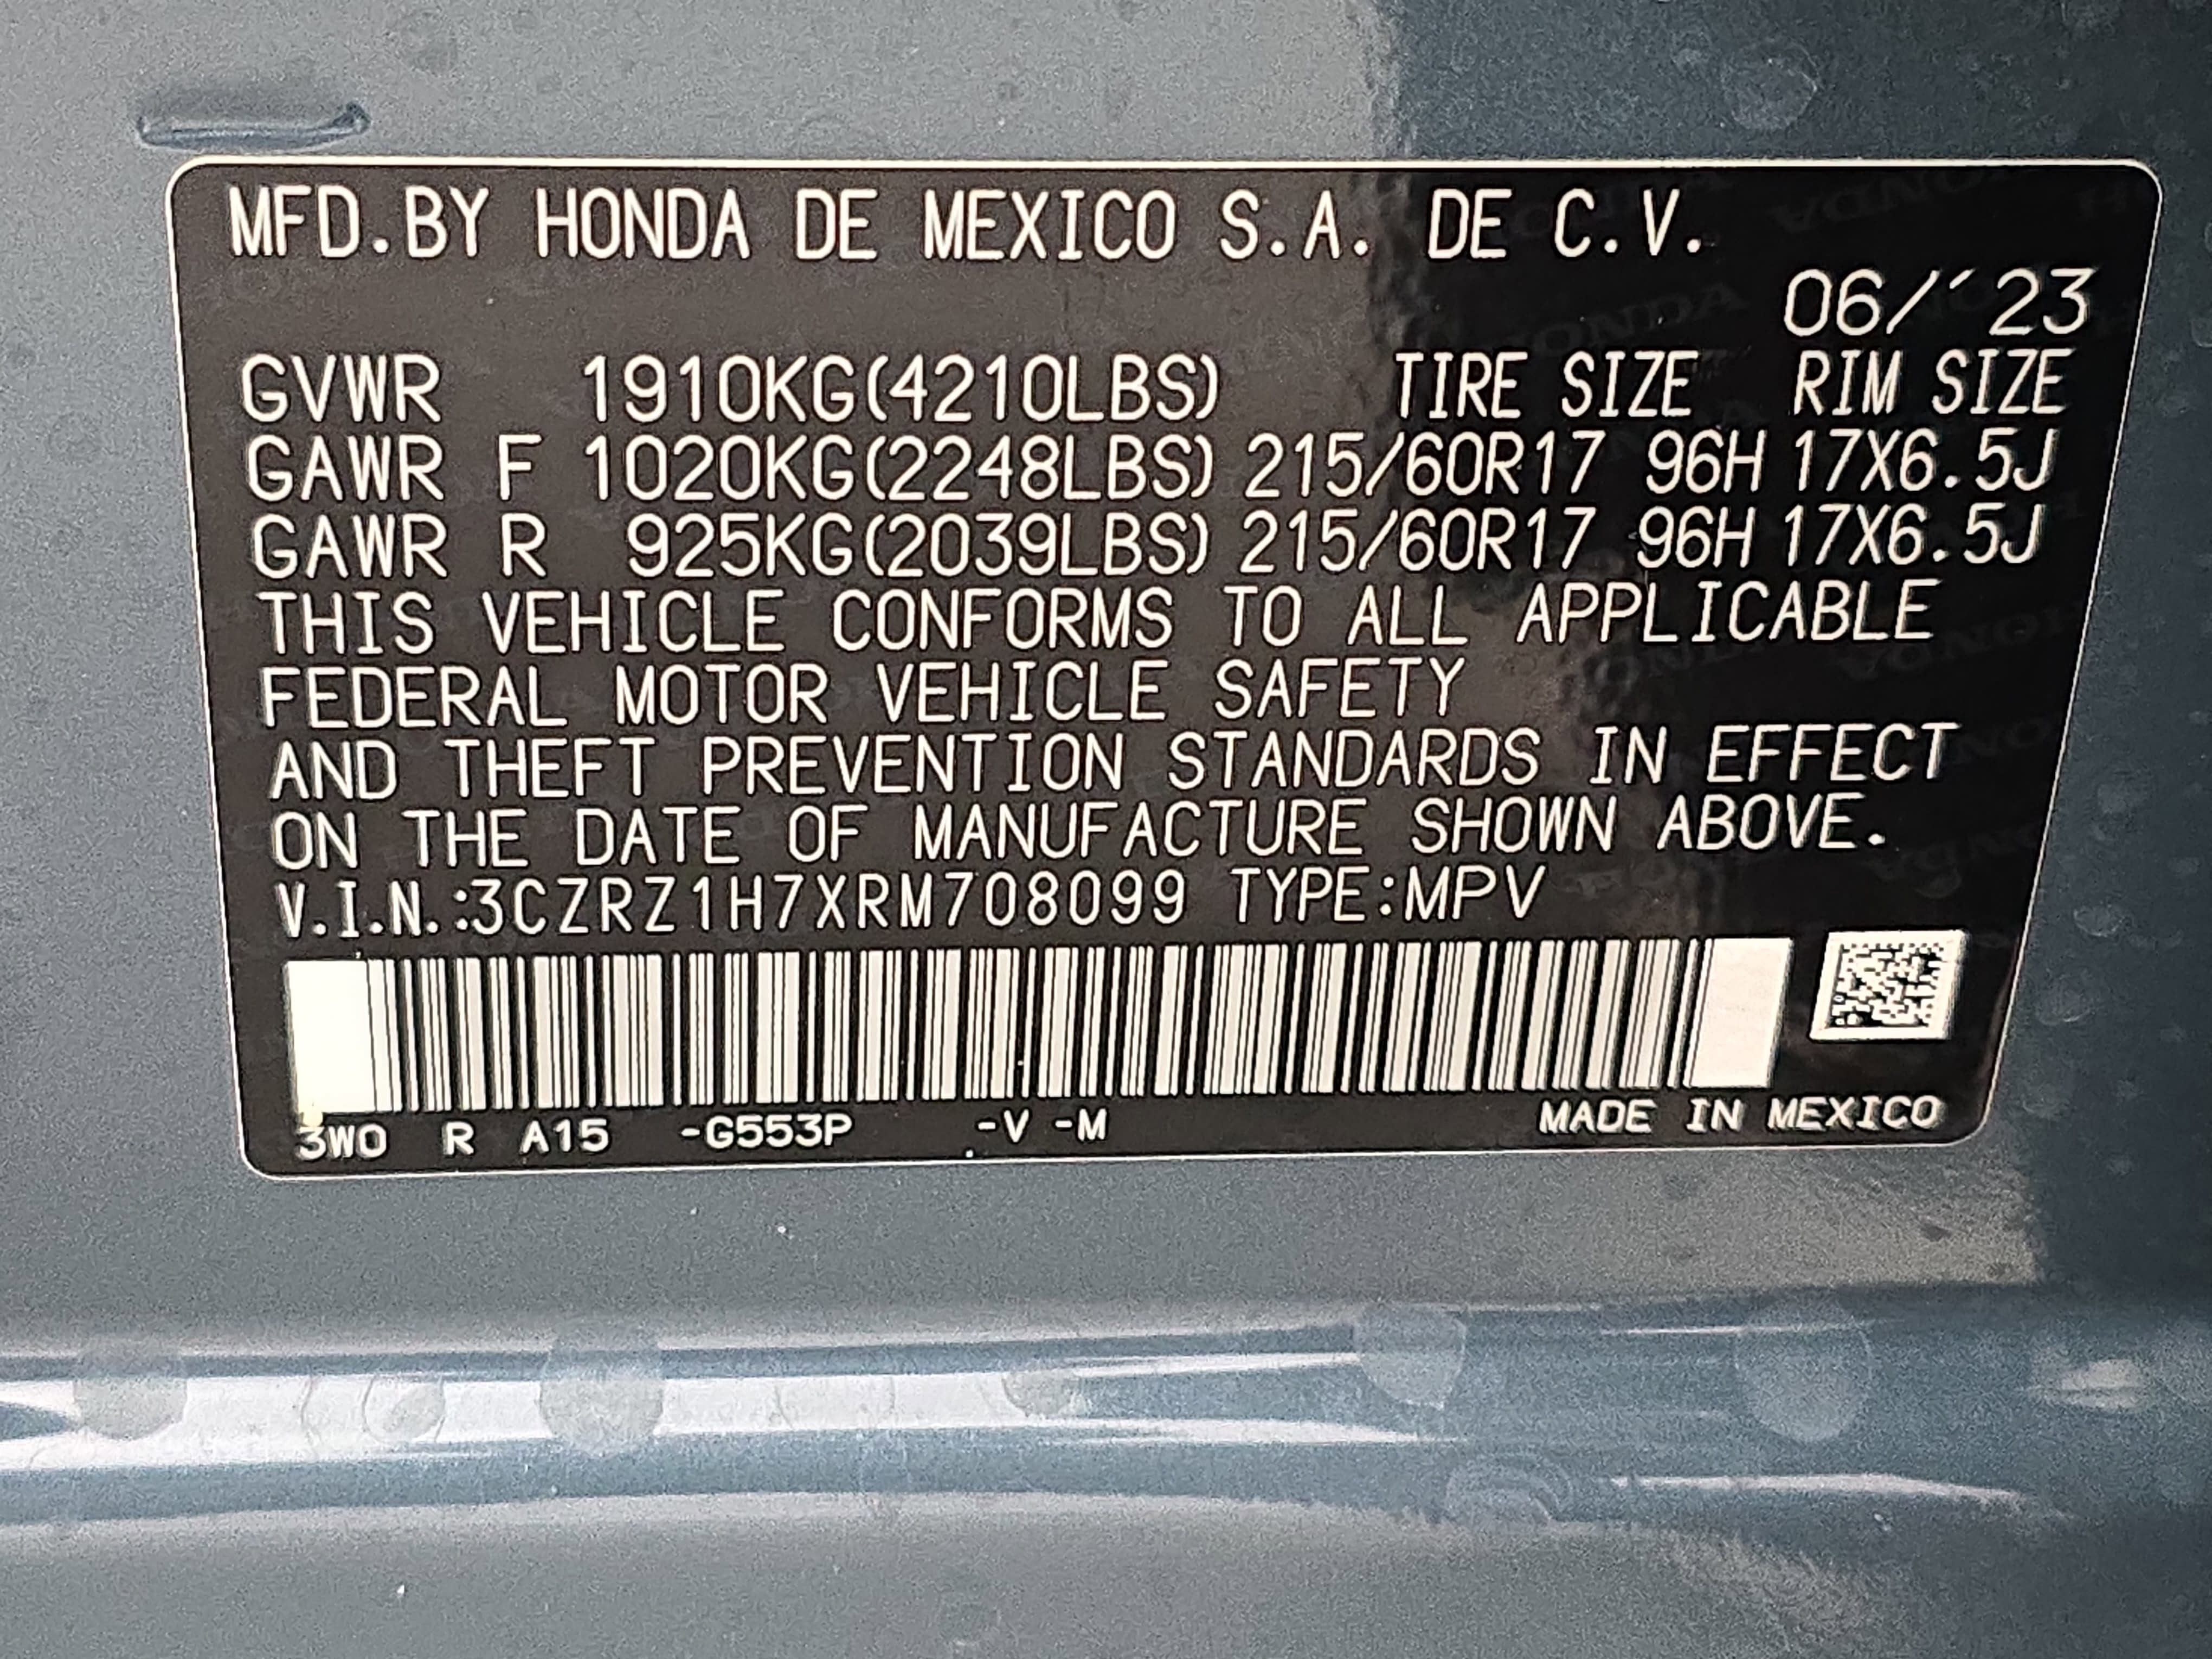 MFD.BY HONDA DE MEXICO S.A. DE C.V.
06/´23
GVWR 1910KG(4210LBS) TIRE SIZE RIM SIZE
GAWR F 1020KG(2248LBS) 215/60R17 96H 17X6.5J
GAWR R 925KG(2039LBS) 215/60R17 96H 17X6.5J
THIS VEHICLE CONFORMS TO ALL APPLICABLE
FEDERAL MOTOR VEHICLE SAFETY
AND THEFT PREVENTION STANDARDS IN EFFECT
ON THE DATE OF MANUFACTURE SHOWN ABOVE.
V.I.N.:3CZRZ1H7XRM708099 TYPE:MPV
3W0 R A15 -G553P -V -M MADE IN MEXICO